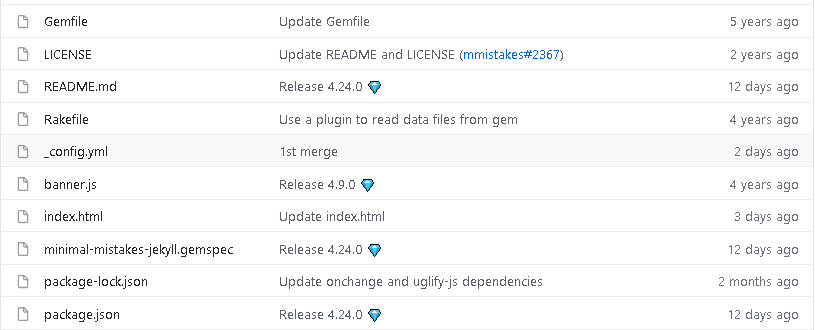 Gemfile Update Gemfile 5 years ago
LICENSE Update README and LICENSE (mmistakes#2367) 2 years ago
README.md Release 4.24.0 💎 12 days ago
Rakefile Use a plugin to read data files from gem 4 years ago
_config.yml 1st merge 2 days ago
banner.js Release 4.9.0 💎 4 years ago
index.html Update index.html 3 days ago
minimal-mistakes-jekyll.gemspec Release 4.24.0 💎 12 days ago
package-lock.json Update onchange and uglify-js dependencies 2 months ago
package.json Release 4.24.0 💎 12 days ago